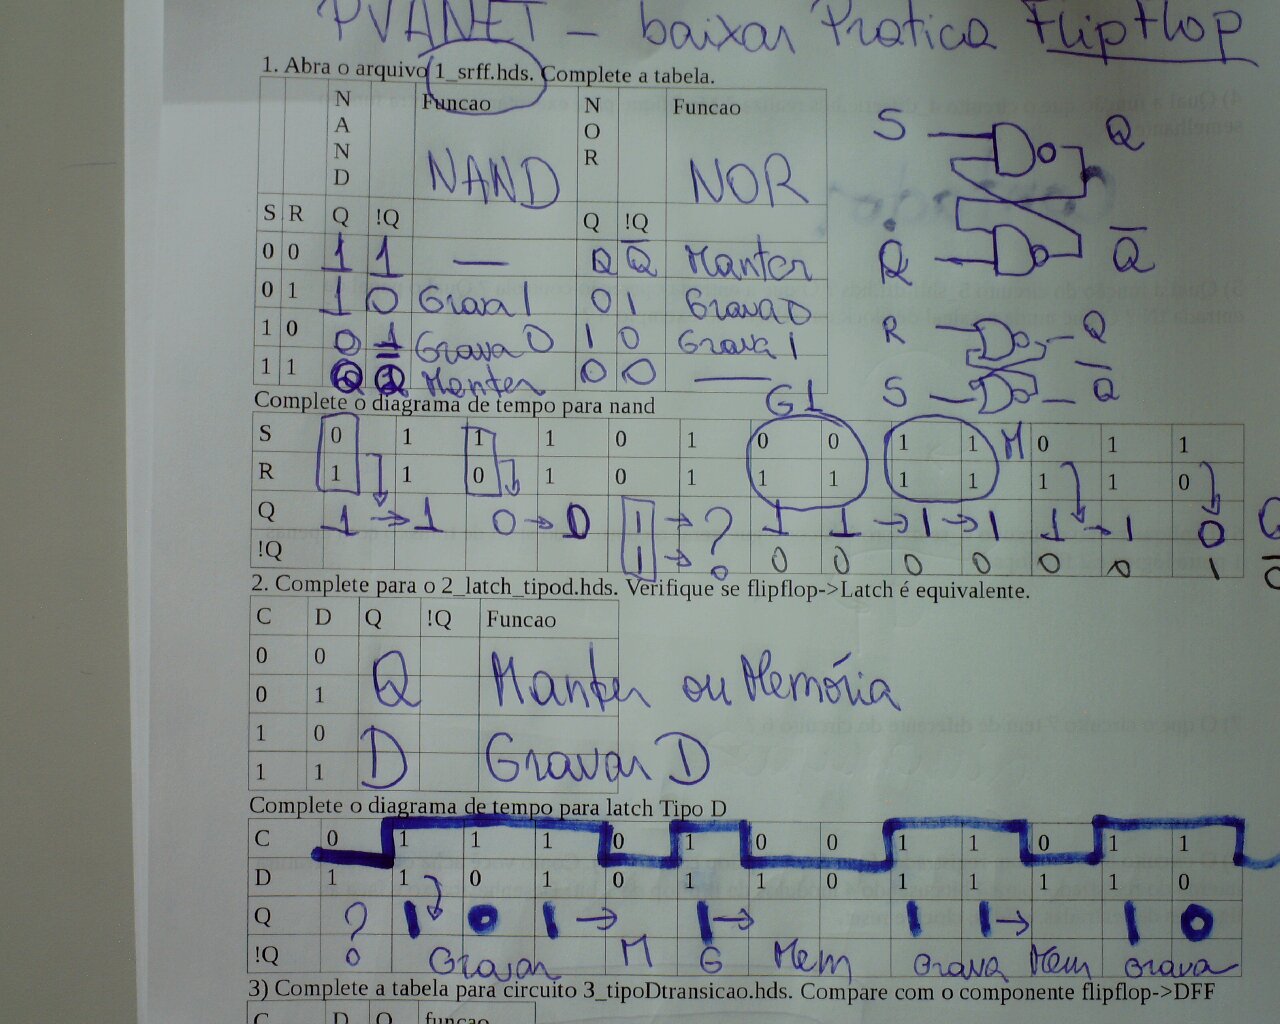 PVANET - baixar Pratica FlipFlop
1. Abra o arquivo 1_srff.hds. Complete a tabela.
NAND Funcao NOR Funcao
NAND NOR
S R Q !Q Q !Q
0 0 1 1 — Q Q̅ Manter
0 1 1 0 Grava 1 0 1 Grava 0
1 0 0 1 Grava 0 1 0 Grava 1
1 1 Q Q̅ Manter 0 0 —
S Q
R Q̅
R Q
S Q̅
Complete o diagrama de tempo para nand
G1
S 0 1 1 1 0 1 0 0 1 1 M 0 1 1
R 1 1 0 1 0 1 1 1 1 1 1 1 0
Q 1 → 1 0 → 0 1 → ? 1 1 → 1 → 1 1 → 1 0 Q
!Q 1 → 0 0 0 0 0 0 1 Q̅
2. Complete para o 2_latch_tipod.hds. Verifique se flipflop->Latch é equivalente.
C D Q !Q Funcao
0 0
0 1 Q Manter ou Memória
1 0
1 1 D Gravar D
Complete o diagrama de tempo para latch Tipo D
C 0 1 1 1 0 1 0 0 1 1 0 1 1
D 1 1 0 1 0 1 1 0 1 1 1 1 0
Q ? 1 0 1 → 1 → 1 1 → 1 0
!Q Gravar M G Mem Grava Mem Grava
3) Complete a tabela para circuito 3_tipoDtransicao.hds. Compare com o componente flipflop->DFF
C D Q funcao